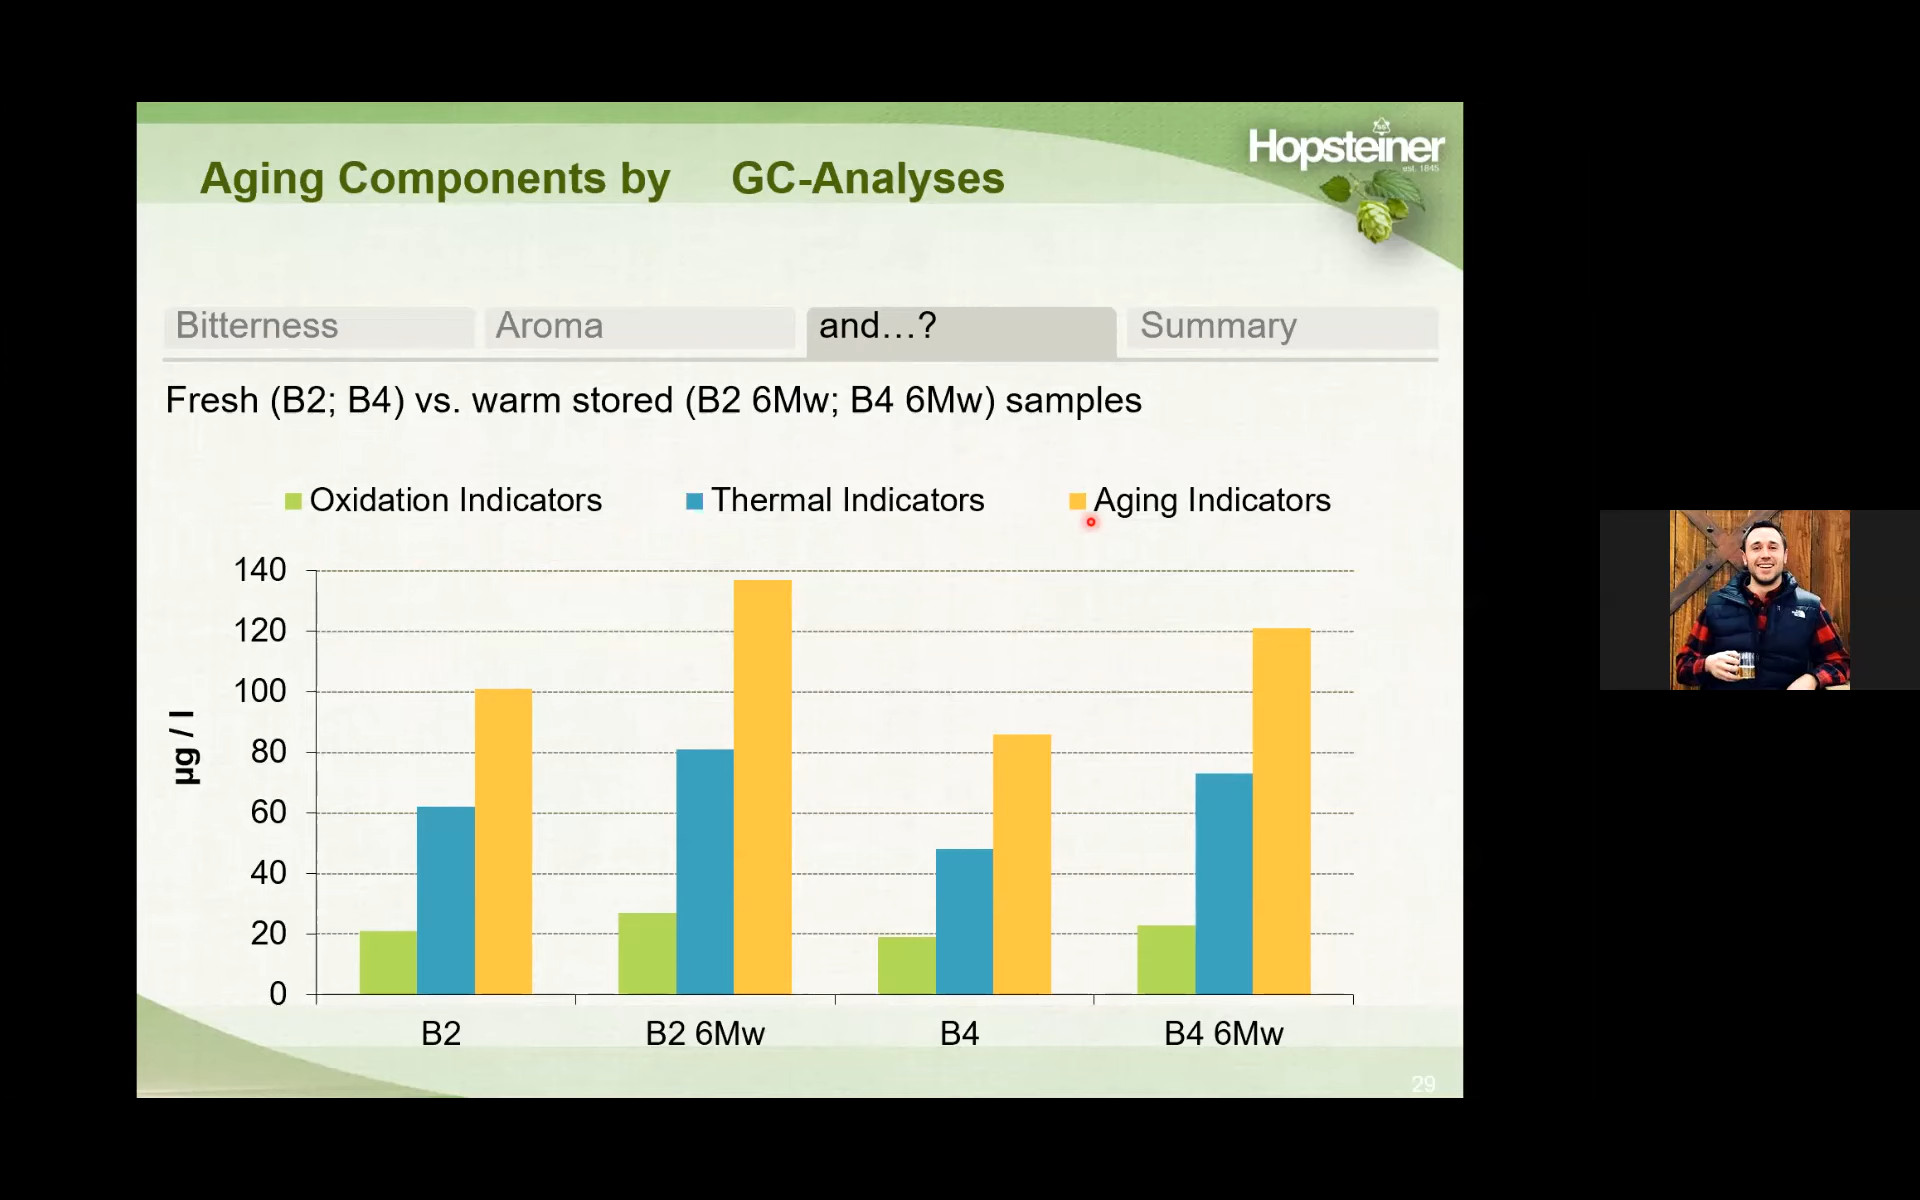 Hopsteiner
est. 1845
Aging Components by GC-Analyses
Bitterness
Aroma
and...?
Summary
Fresh (B2; B4) vs. warm stored (B2 6Mw; B4 6Mw) samples
Oxidation Indicators
Thermal Indicators
Aging Indicators
140
120
100
80
60
40
20
0
µg / l
B2
B2 6Mw
B4
B4 6Mw
29